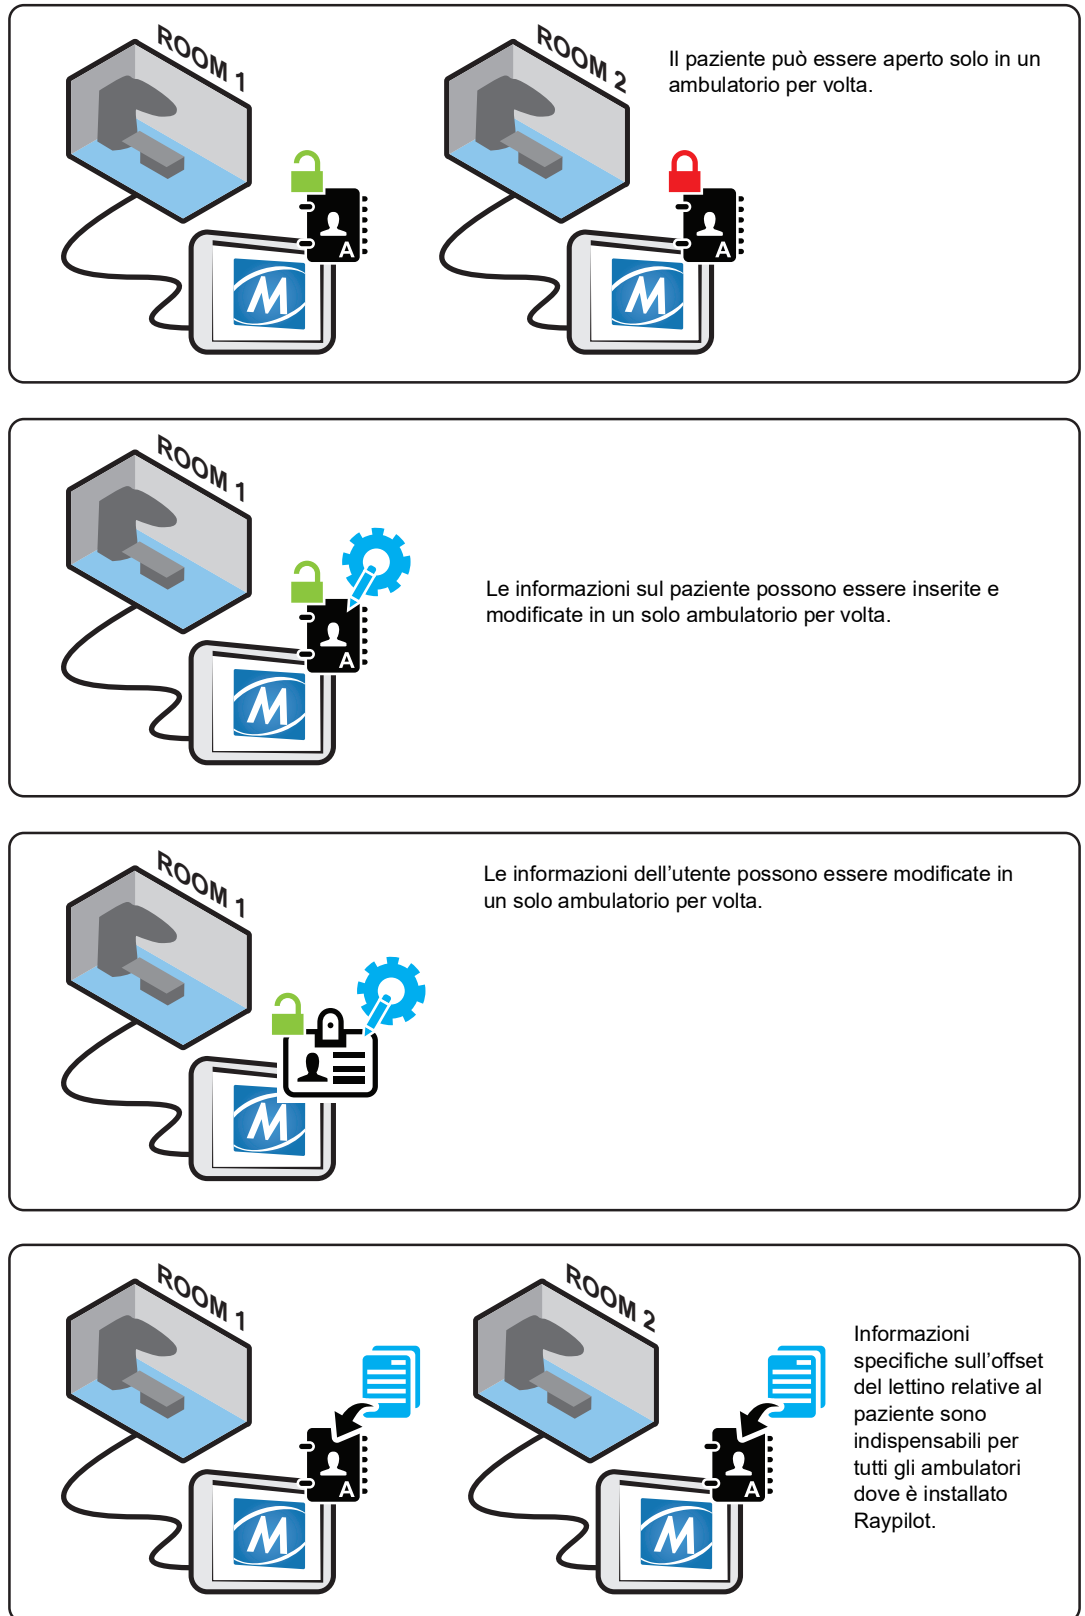 ROOM 1
ROOM 2
Il paziente può essere aperto solo in un
ambulatorio per volta.
A
A
M
M
ROOM 1
Le informazioni sul paziente possono essere inserite e
modificate in un solo ambulatorio per volta.
A
M
ROOM 1
Le informazioni dell'utente possono essere modificate in
un solo ambulatorio per volta.
M
ROOM 1
ROOM 2
Informazioni
specifiche sull'offset
del lettino relative al
paziente sono
indispensabili per
tutti gli ambulatori
dove è installato
Raypilot.
A
A
M
M